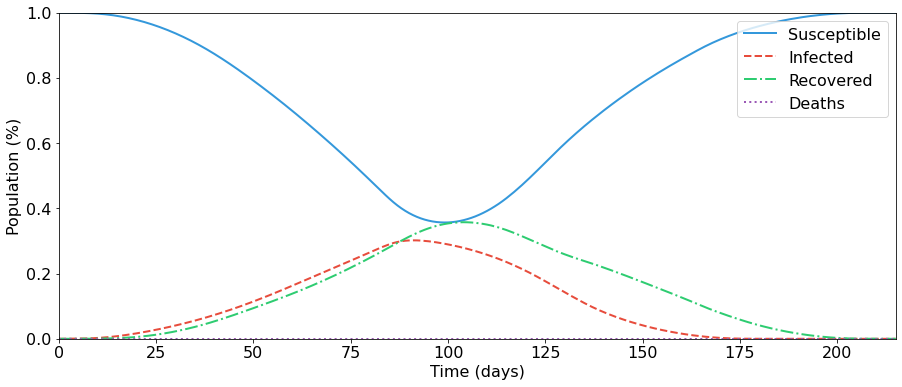 Population (%)
1.0
0.8
0.6
0.4
0.2
0.0
Susceptible
Infected
Recovered
Deaths
0 25 50 75 100 125 150 175 200
Time (days)